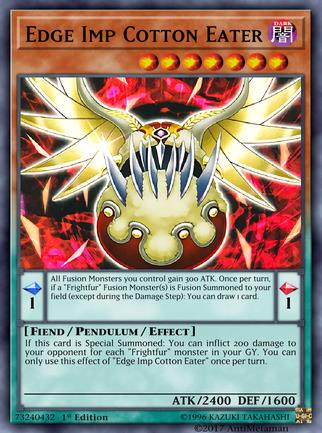 EDGE IMP COTTON EATER
DARK
闇
All Fusion Monsters you control gain 300 ATK. Once per turn,
if a "Frightfur" Fusion Monster(s) is Fusion Summoned to your
field (except during the Damage Step): You can draw 1 card.
1
1
[FIEND / PENDULUM / EFFECT]
If this card is Special Summoned: You can inflict 200 damage to
your opponent for each "Frightfur" monster in your GY. You can
only use this effect of "Edge Imp Cotton Eater" once per turn.
ATK/2400 DEF/1600
73240432 1st Edition ©1996 KAZUKI TAKAHASHI
©2017 AntiMetaman